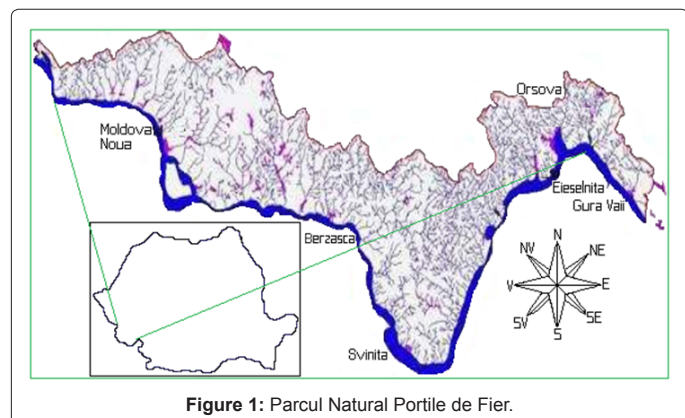 Orsova
Moldova
Noua
Eieselnita
Gura Vaii
Berzasca
N
NV
NE
V
E
SV
SE
S
Svinita
Figure 1: Parcul Natural Portile de Fier.